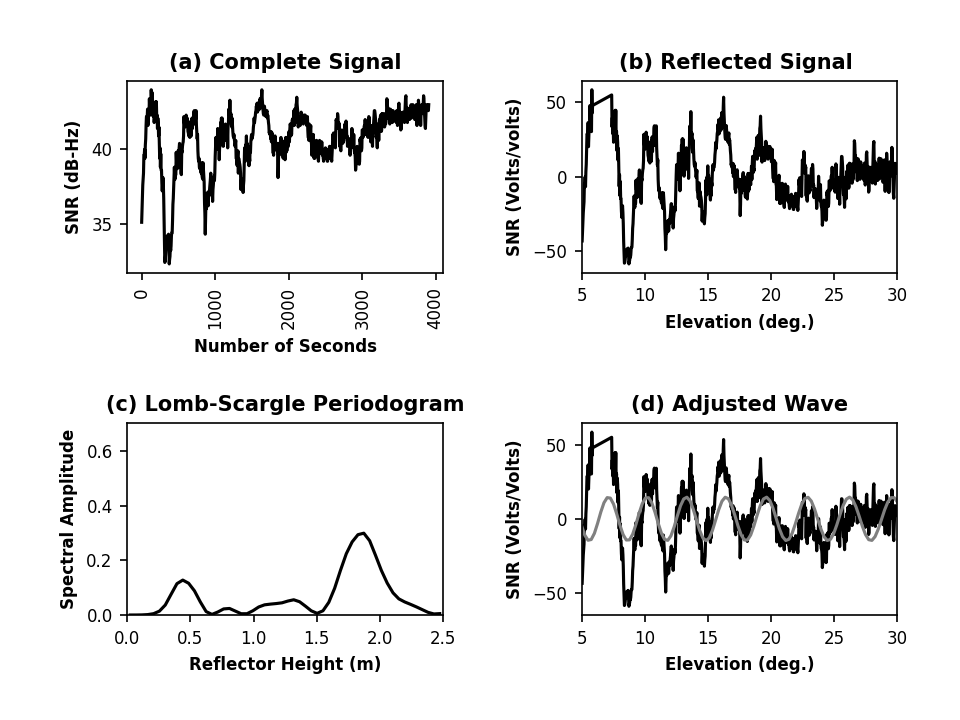 (a) Complete Signal
SNR (dB-Hz)
40
35
0
1000
2000
3000
4000
Number of Seconds
(b) Reflected Signal
SNR (Volts/volts)
50
0
−50
5 10 15 20 25 30
Elevation (deg.)
(c) Lomb-Scargle Periodogram
Spectral Amplitude
0.6
0.4
0.2
0.0
0.0 0.5 1.0 1.5 2.0 2.5
Reflector Height (m)
(d) Adjusted Wave
SNR (Volts/Volts)
50
0
−50
5 10 15 20 25 30
Elevation (deg.)